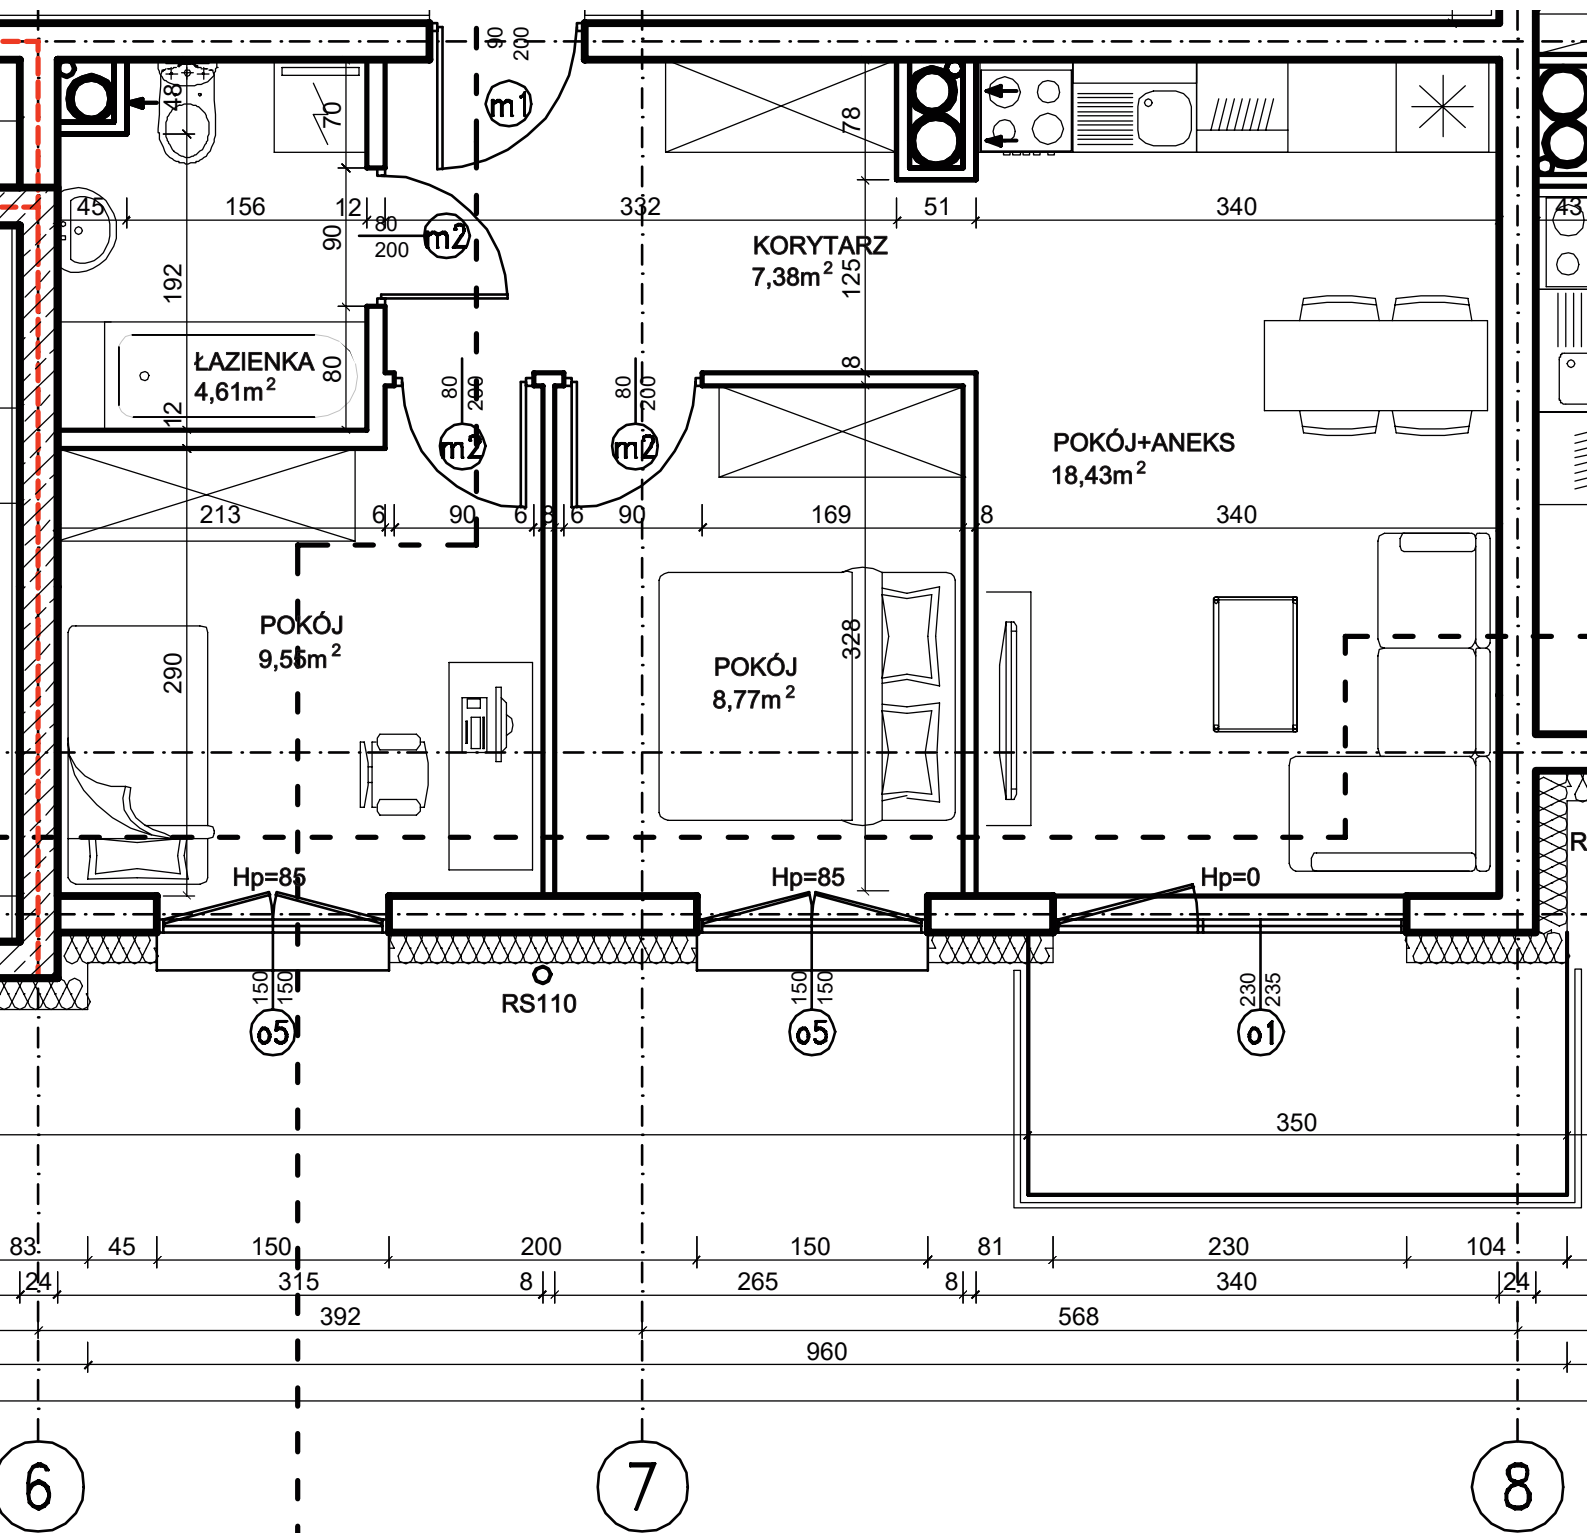 90
200
m1
48
70
78
45
156
12
332
51
340
43
80
200
m2
90
KORYTARZ
7,38m²
125
192
ŁAZIENKA
4,61m²
80
12
8
80
200
m2
80
200
m2
POKÓJ+ANEKS
18,43m²
213
6
90
6
8
6
90
169
8
340
POKÓJ
9,55m²
290
POKÓJ
8,77m²
328
Hp=85
Hp=85
Hp=0
R
150
150
o5
RS110
150
150
o5
230
235
o1
350
83
45
150
200
150
81
230
104
24
315
8
265
8
340
24
392
568
960
6
7
8